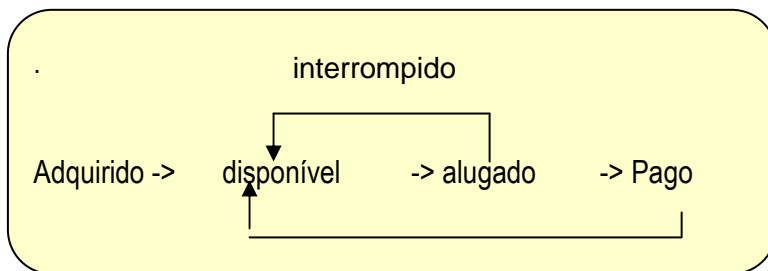 . interrompido
Adquirido -> disponível -> alugado -> Pago